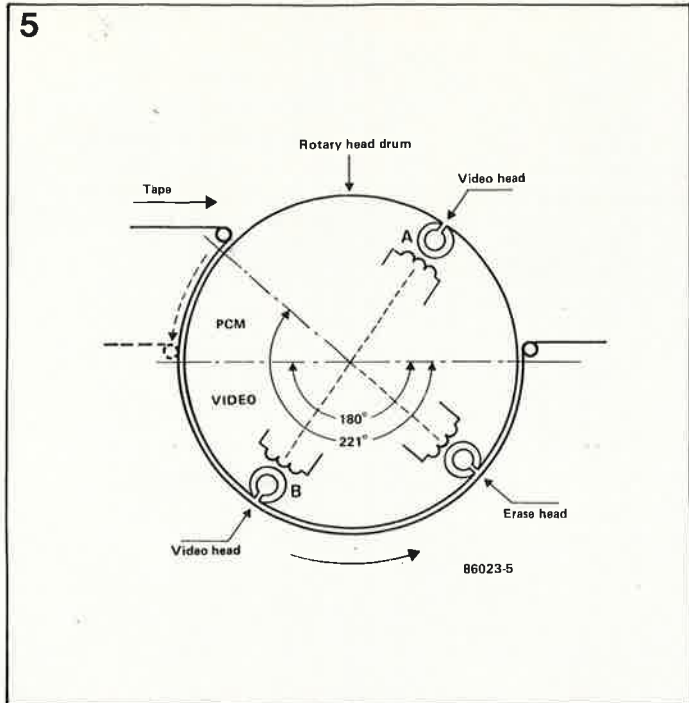 5
Rotary head drum
Video head
Tape
A
PCM
VIDEO
180°
221°
B
Erase head
Video head
86023-5